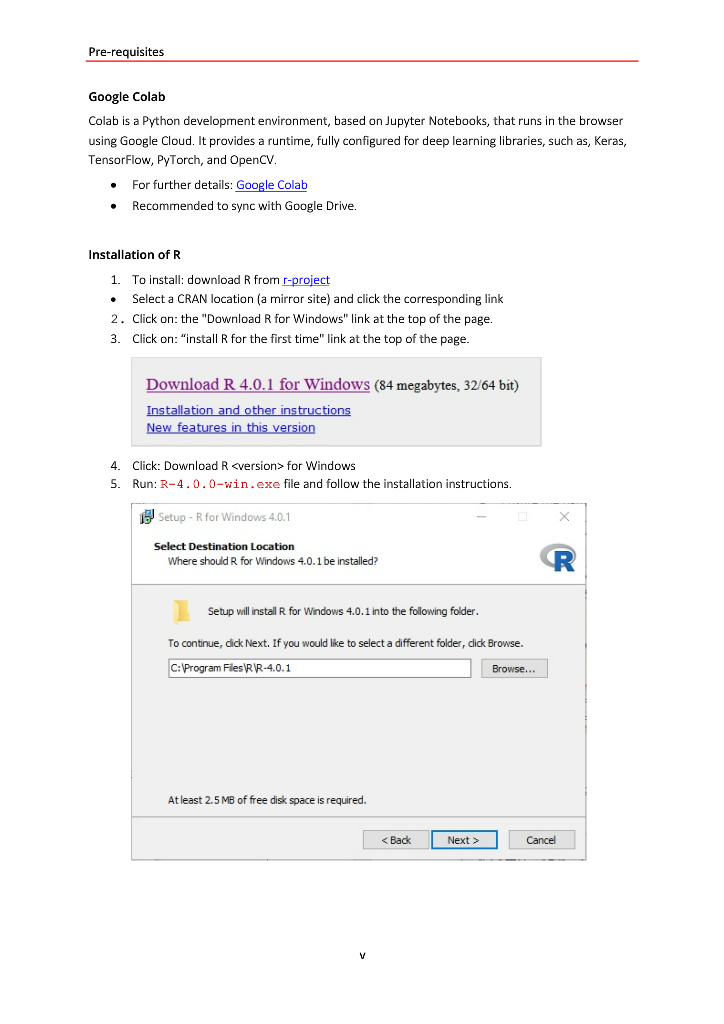 Pre-requisites
Google Colab
Colab is a Python development environment, based on Jupyter Notebooks, that runs in the browser
using Google Cloud. It provides a runtime, fully configured for deep learning libraries, such as, Keras,
TensorFlow, PyTorch, and OpenCV.
• For further details: Google Colab
• Recommended to sync with Google Drive.
Installation of R
1. To install: download R from r-project
• Select a CRAN location (a mirror site) and click the corresponding link
2. Click on: the "Download R for Windows" link at the top of the page.
3. Click on: “install R for the first time" link at the top of the page.
Download R 4.0.1 for Windows (84 megabytes, 32/64 bit)
Installation and other instructions
New features in this version
4. Click: Download R <version> for Windows
5. Run: R-4.0.0-win.exe file and follow the installation instructions.
Setup - R for Windows 4.0.1
Select Destination Location
Where should R for Windows 4.0.1 be installed?
R
Setup will install R for Windows 4.0.1 into the following folder.
To continue, click Next. If you would like to select a different folder, click Browse.
C:\Program Files\R\R-4.0.1 Browse...
At least 2.5 MB of free disk space is required.
< Back Next > Cancel
v